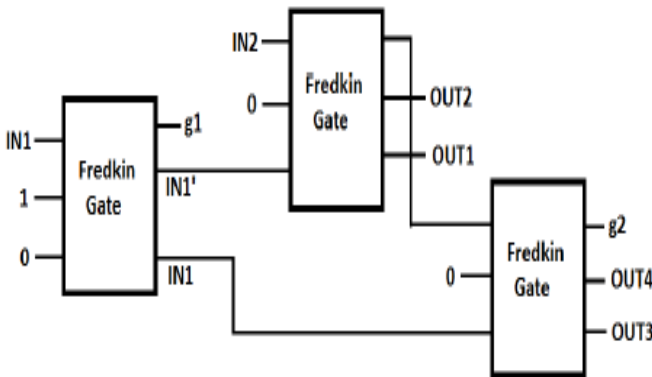 IN2
0
Fredkin
Gate
OUT2
OUT1
IN1
1
0
Fredkin
Gate
g1
IN1'
IN1
0
Fredkin
Gate
g2
OUT4
OUT3